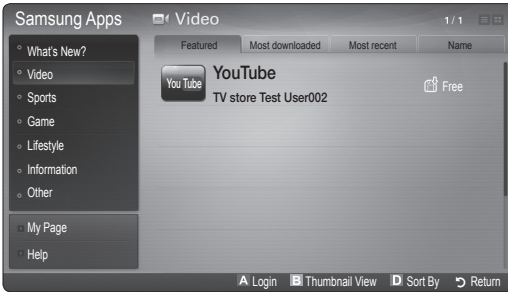 Samsung Apps
Video
1 / 1
What's New?
Video
Sports
Game
Lifestyle
Information
Other
My Page
Help
Featured Most downloaded Most recent Name
You Tube
YouTube
TV store Test User002
Free
A Login B Thumbnail View D Sort By Return